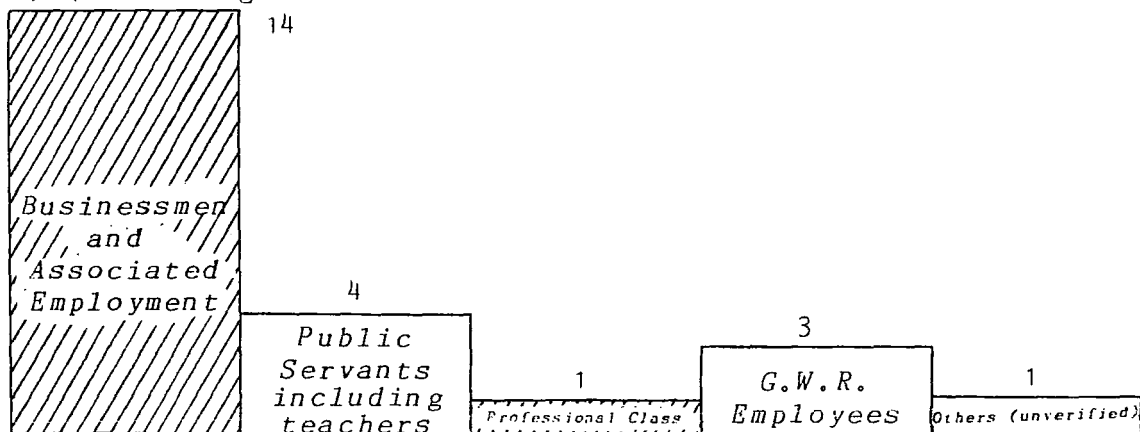 14
Businessmen
and
Associated
Employment
4
Public
Servants
including
teachers
1
Professional Class
3
G.W.R.
Employees
1
Others (unverified)